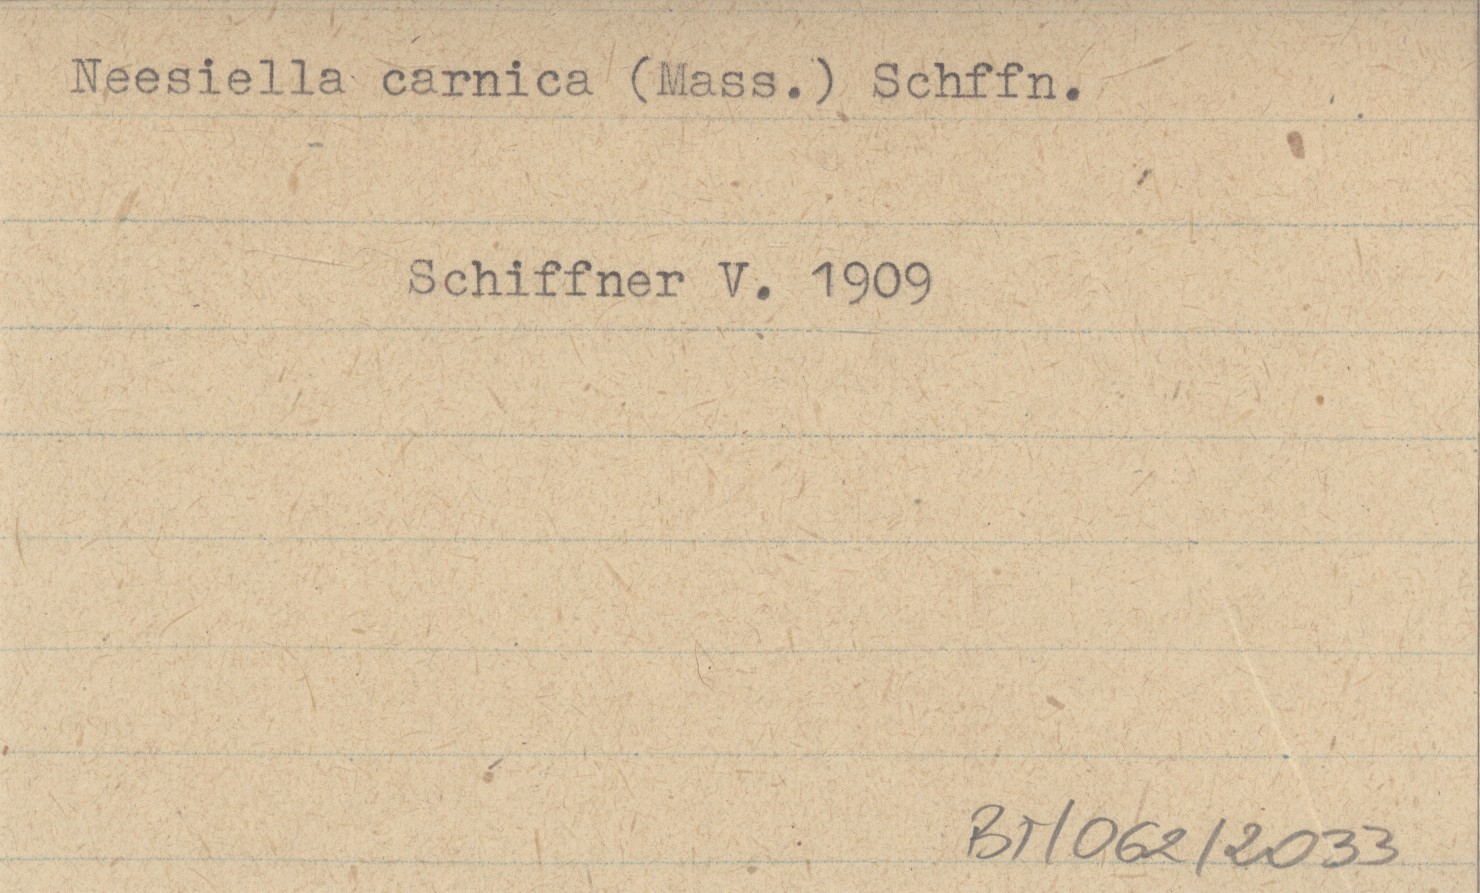 Neesiella carnica (Mass.) Schffn.
Schiffner V. 1909
BT/062/2033